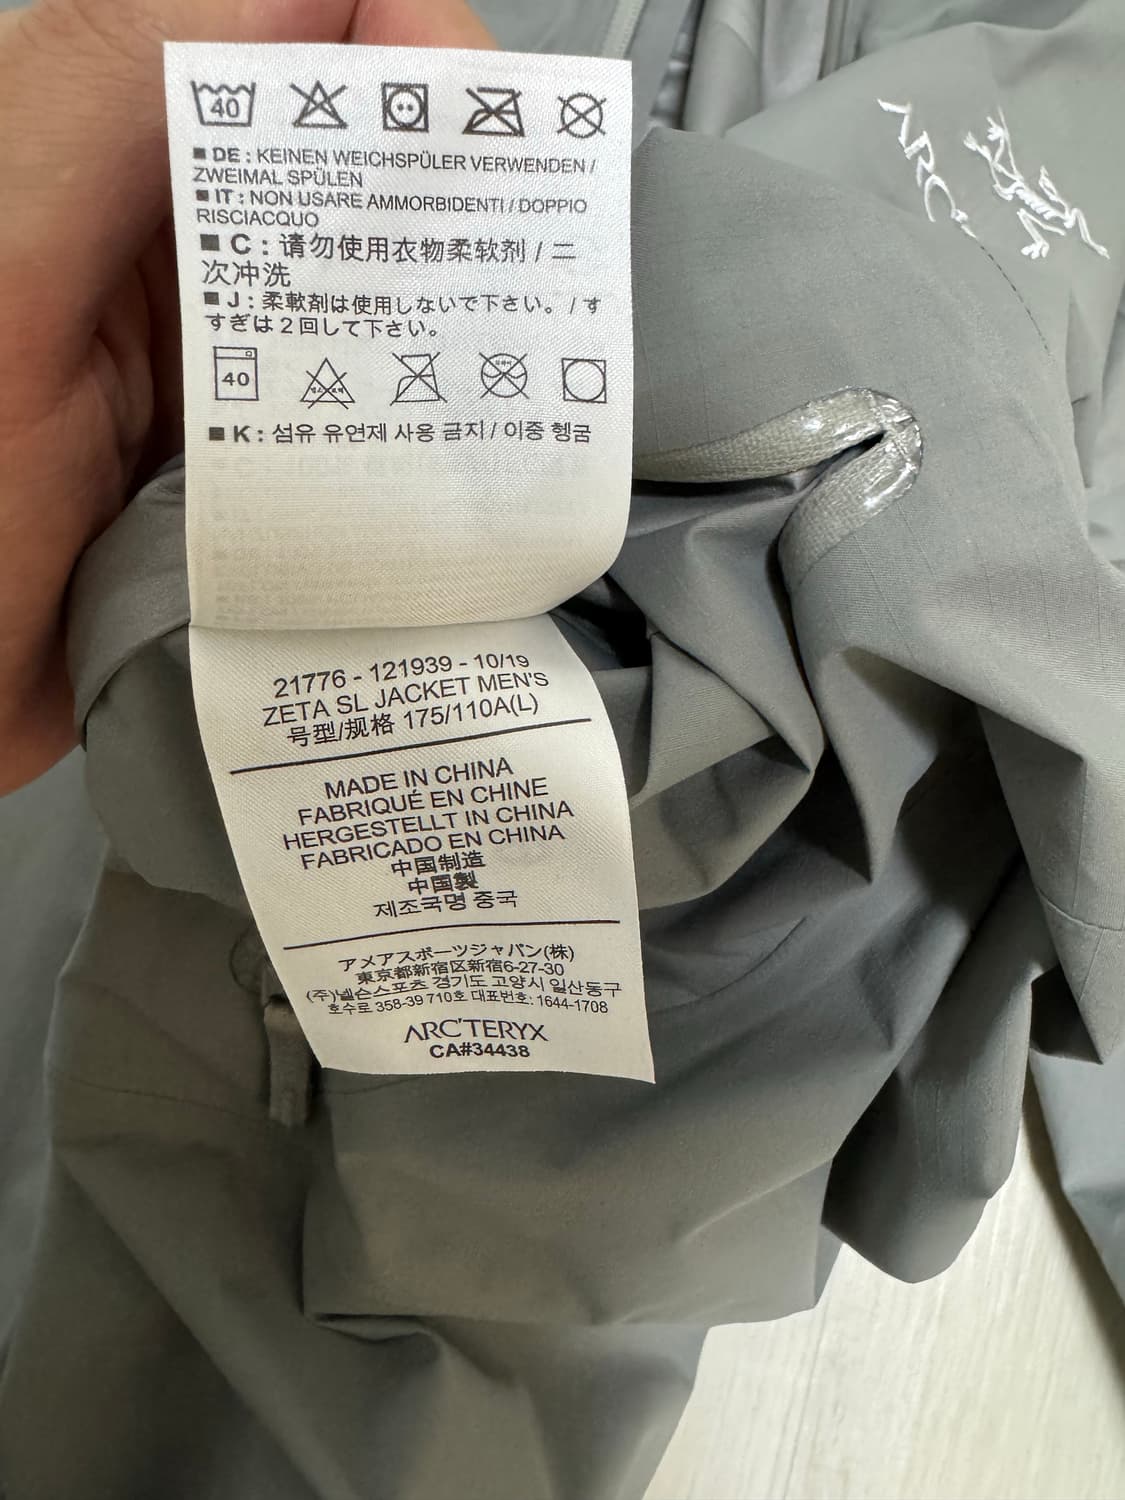 40
■ DE : KEINEN WEICHSPÜLER VERWENDEN /
ZWEIMAL SPÜLEN
■ IT : NON USARE AMMORBIDENTI / DOPPIO
RISCIACQUO
■ C : 请勿使用衣物柔软剂 / 二
次冲洗
■ J : 柔軟剤は使用しないで下さい。 / す
すぎは2回して下さい。
40
■ K : 섬유 유연제 사용 금지 / 이중 헹굼
21776 - 121939 - 10/19
ZETA SL JACKET MEN'S
号型/规格 175/110A(L)
MADE IN CHINA
FABRIQUÉ EN CHINE
HERGESTELLT IN CHINA
FABRICADO EN CHINA
中国制造
中国製
제조국명 중국
アメアスポーツジャパン(株)
東京都新宿区新宿6-27-30
(주)넬슨스포츠 경기도 고양시 일산동구
호수로 358-39 710호 대표번호: 1644-1708
ARC'TERYX
CA#34438
ARC'